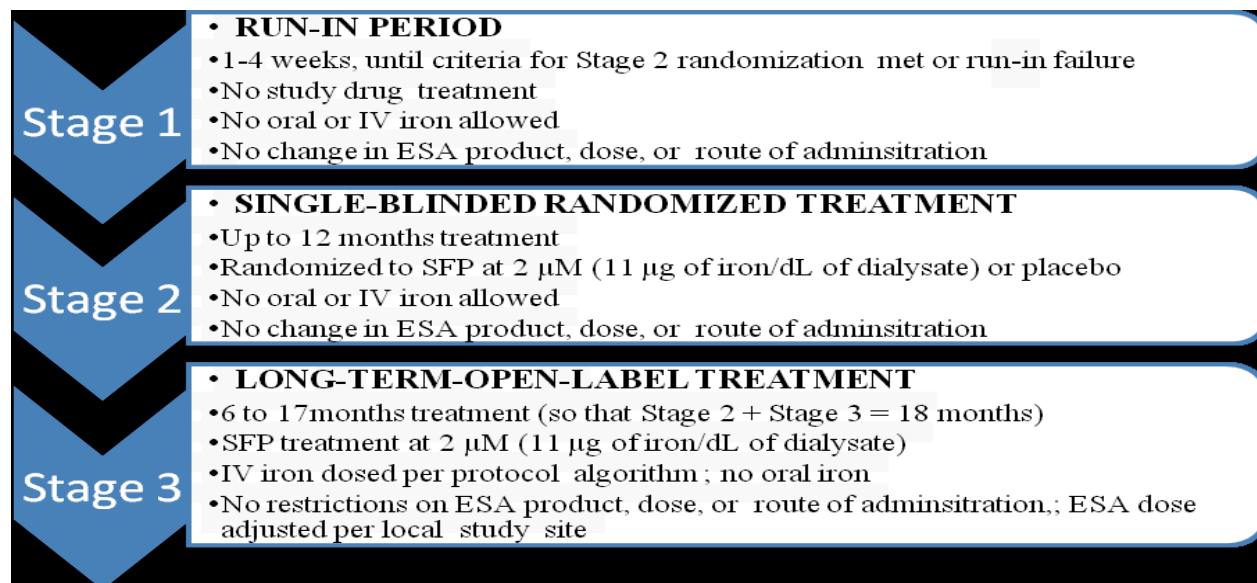 Stage 1
• RUN-IN PERIOD
•1-4 weeks, until criteria for Stage 2 randomization met or run-in failure
•No study drug treatment
•No oral or IV iron allowed
•No change in ESA product, dose, or route of adminsitration
Stage 2
• SINGLE-BLINDED RANDOMIZED TREATMENT
•Up to 12 months treatment
•Randomized to SFP at 2 µM (11 µg of iron/dL of dialysate) or placebo
•No oral or IV iron allowed
•No change in ESA product, dose, or route of adminsitration
Stage 3
• LONG-TERM-OPEN-LABEL TREATMENT
•6 to 17months treatment (so that Stage 2 + Stage 3 = 18 months)
•SFP treatment at 2 µM (11 µg of iron/dL of dialysate)
•IV iron dosed per protocol algorithm ; no oral iron
•No restrictions on ESA product, dose, or route of adminsitration,; ESA dose
adjusted per local study site